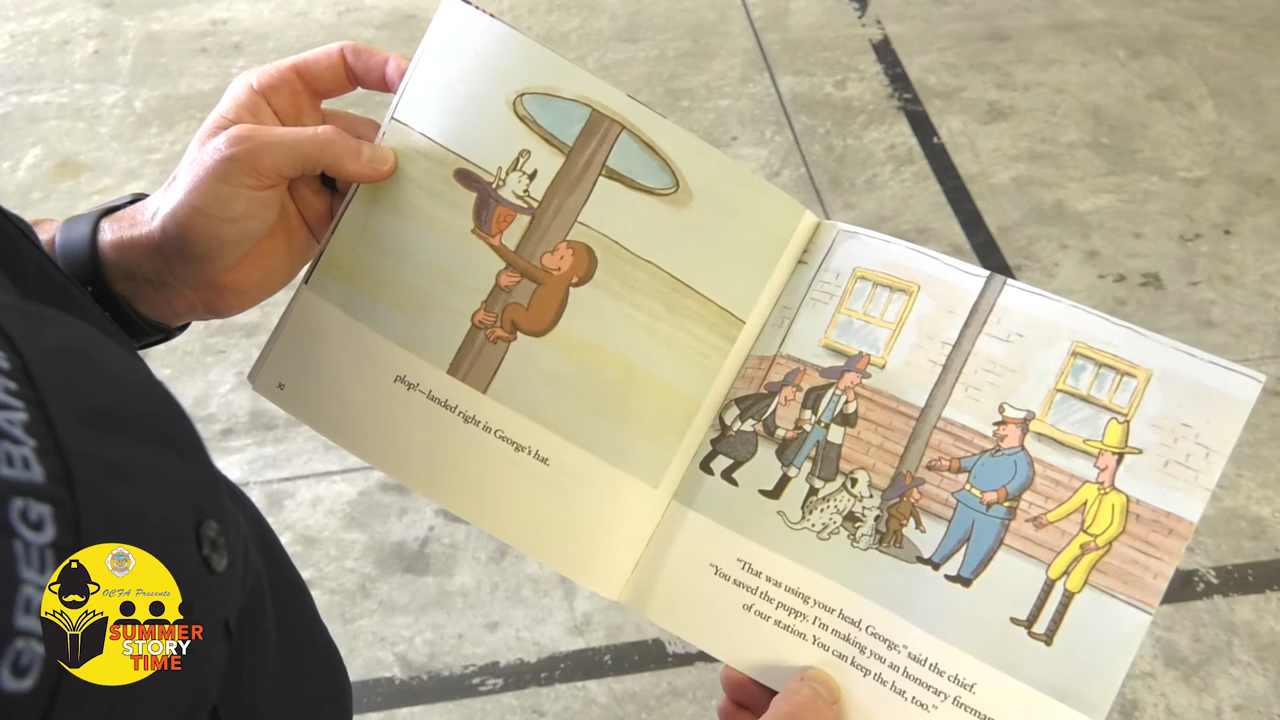 30
plop!—landed right in George's hat.
"That was using your head, George," said the chief.
"You saved the puppy. I'm making you an honorary fireman
of our station. You can keep the hat, too."
GREG
OCFA Presents
SUMMER
STORY
TIME